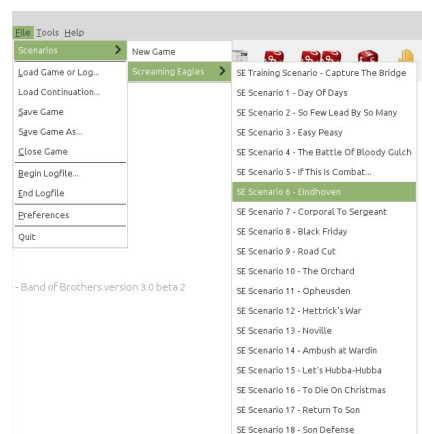 File Tools Help
Scenarios
Load Game or Log...
Load Continuation...
Save Game
Save Game As...
Close Game
Begin Logfile...
End Logfile
Preferences
Quit
New Game
Screaming Eagles
SE Training Scenario - Capture The Bridge
SE Scenario 1 - Day Of Days
SE Scenario 2 - So Few Lead By So Many
SE Scenario 3 - Easy Peasy
SE Scenario 4 - The Battle Of Bloody Gulch
SE Scenario 5 - If This Is Combat...
SE Scenario 6 - Eindhoven
SE Scenario 7 - Corporal To Sergeant
SE Scenario 8 - Black Friday
SE Scenario 9 - Road Cut
SE Scenario 10 - The Orchard
SE Scenario 11 - Opheusden
SE Scenario 12 - Hettrick's War
SE Scenario 13 - Noville
SE Scenario 14 - Ambush at Wardin
SE Scenario 15 - Let's Hubba-Hubba
SE Scenario 16 - To Die On Christmas
SE Scenario 17 - Return To Son
SE Scenario 18 - Son Defense
- Band of Brothers version 3.0 beta 2